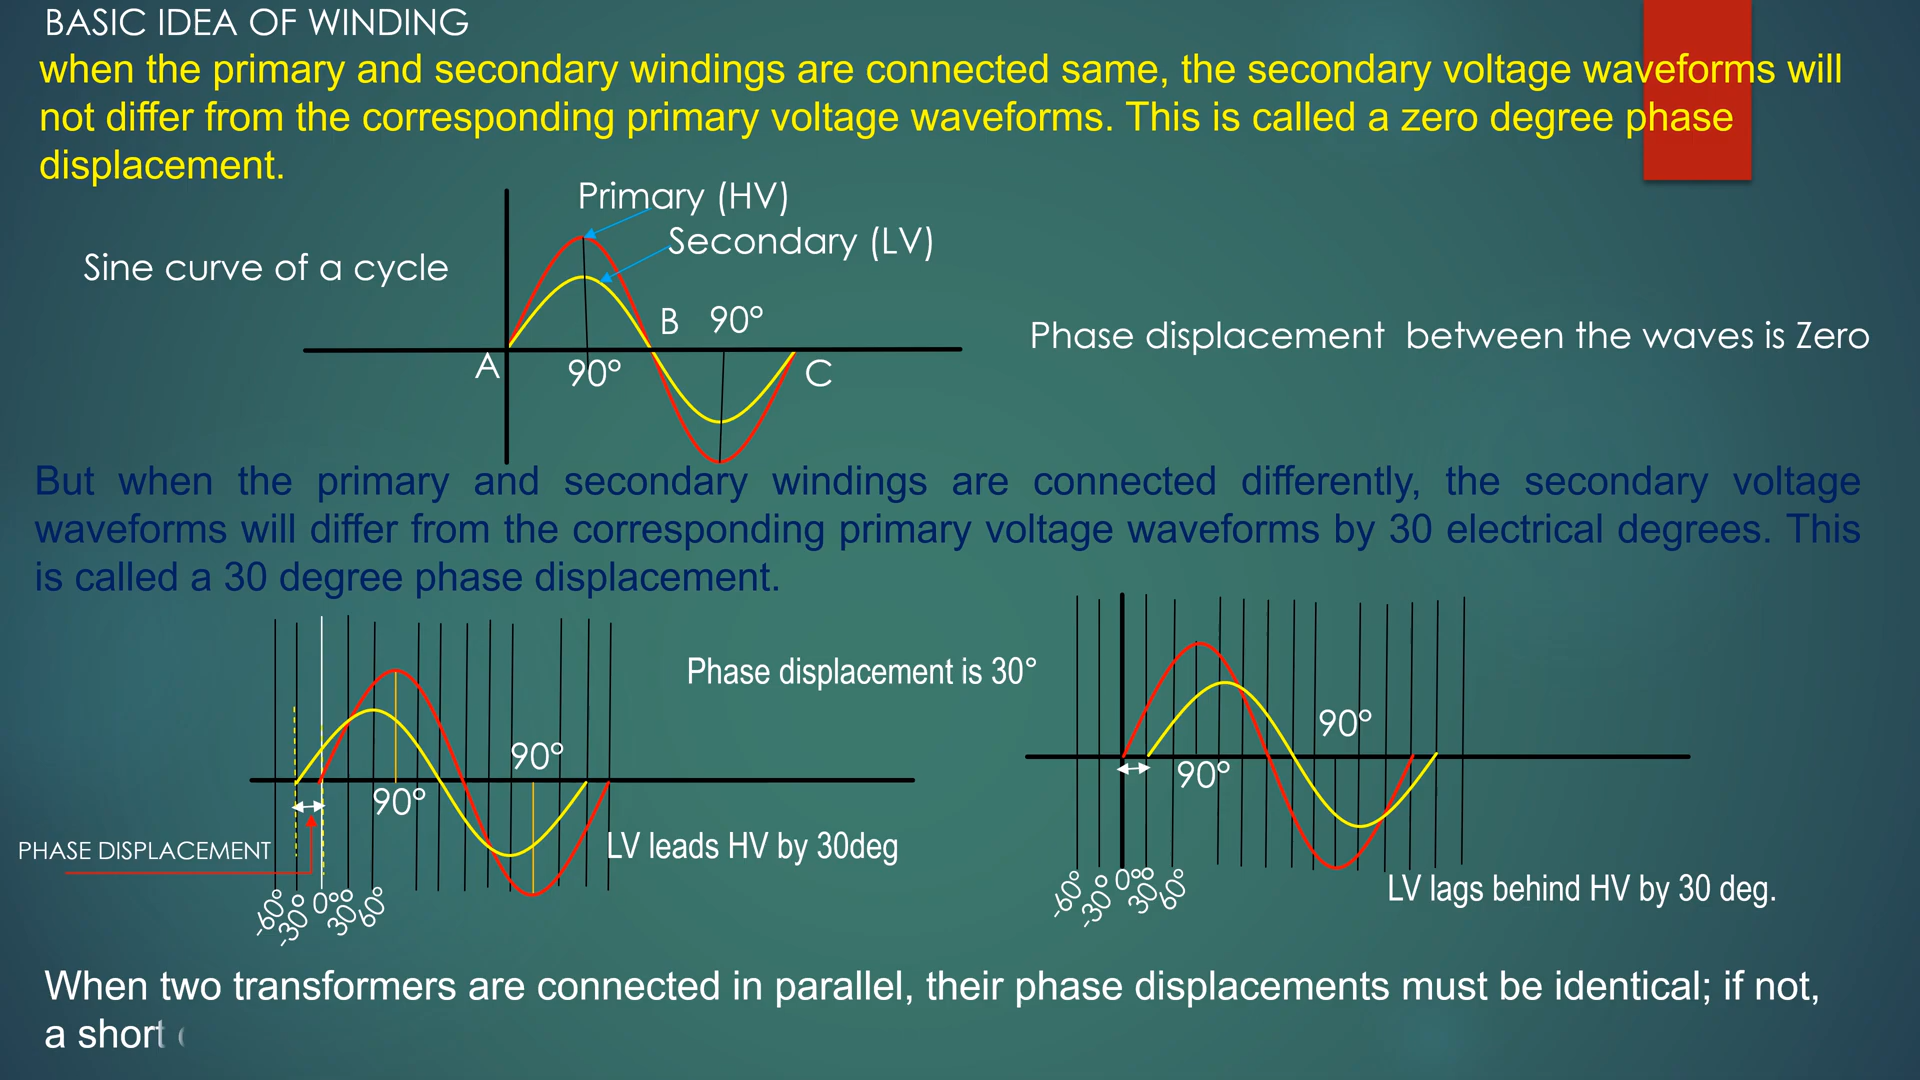 BASIC IDEA OF WINDING
when the primary and secondary windings are connected same, the secondary voltage waveforms will
not differ from the corresponding primary voltage waveforms. This is called a zero degree phase
displacement.
Primary (HV)
Secondary (LV)
Sine curve of a cycle
B 90°
Phase displacement between the waves is Zero
A 90° C
But when the primary and secondary windings are connected differently, the secondary voltage
waveforms will differ from the corresponding primary voltage waveforms by 30 electrical degrees. This
is called a 30 degree phase displacement.
Phase displacement is 30°
90°
90°
PHASE DISPLACEMENT
LV leads HV by 30deg
-60° -30° 0° 30° 60°
90°
90°
LV lags behind HV by 30 deg.
-60° -30° 0° 30° 60°
When two transformers are connected in parallel, their phase displacements must be identical; if not,
a short